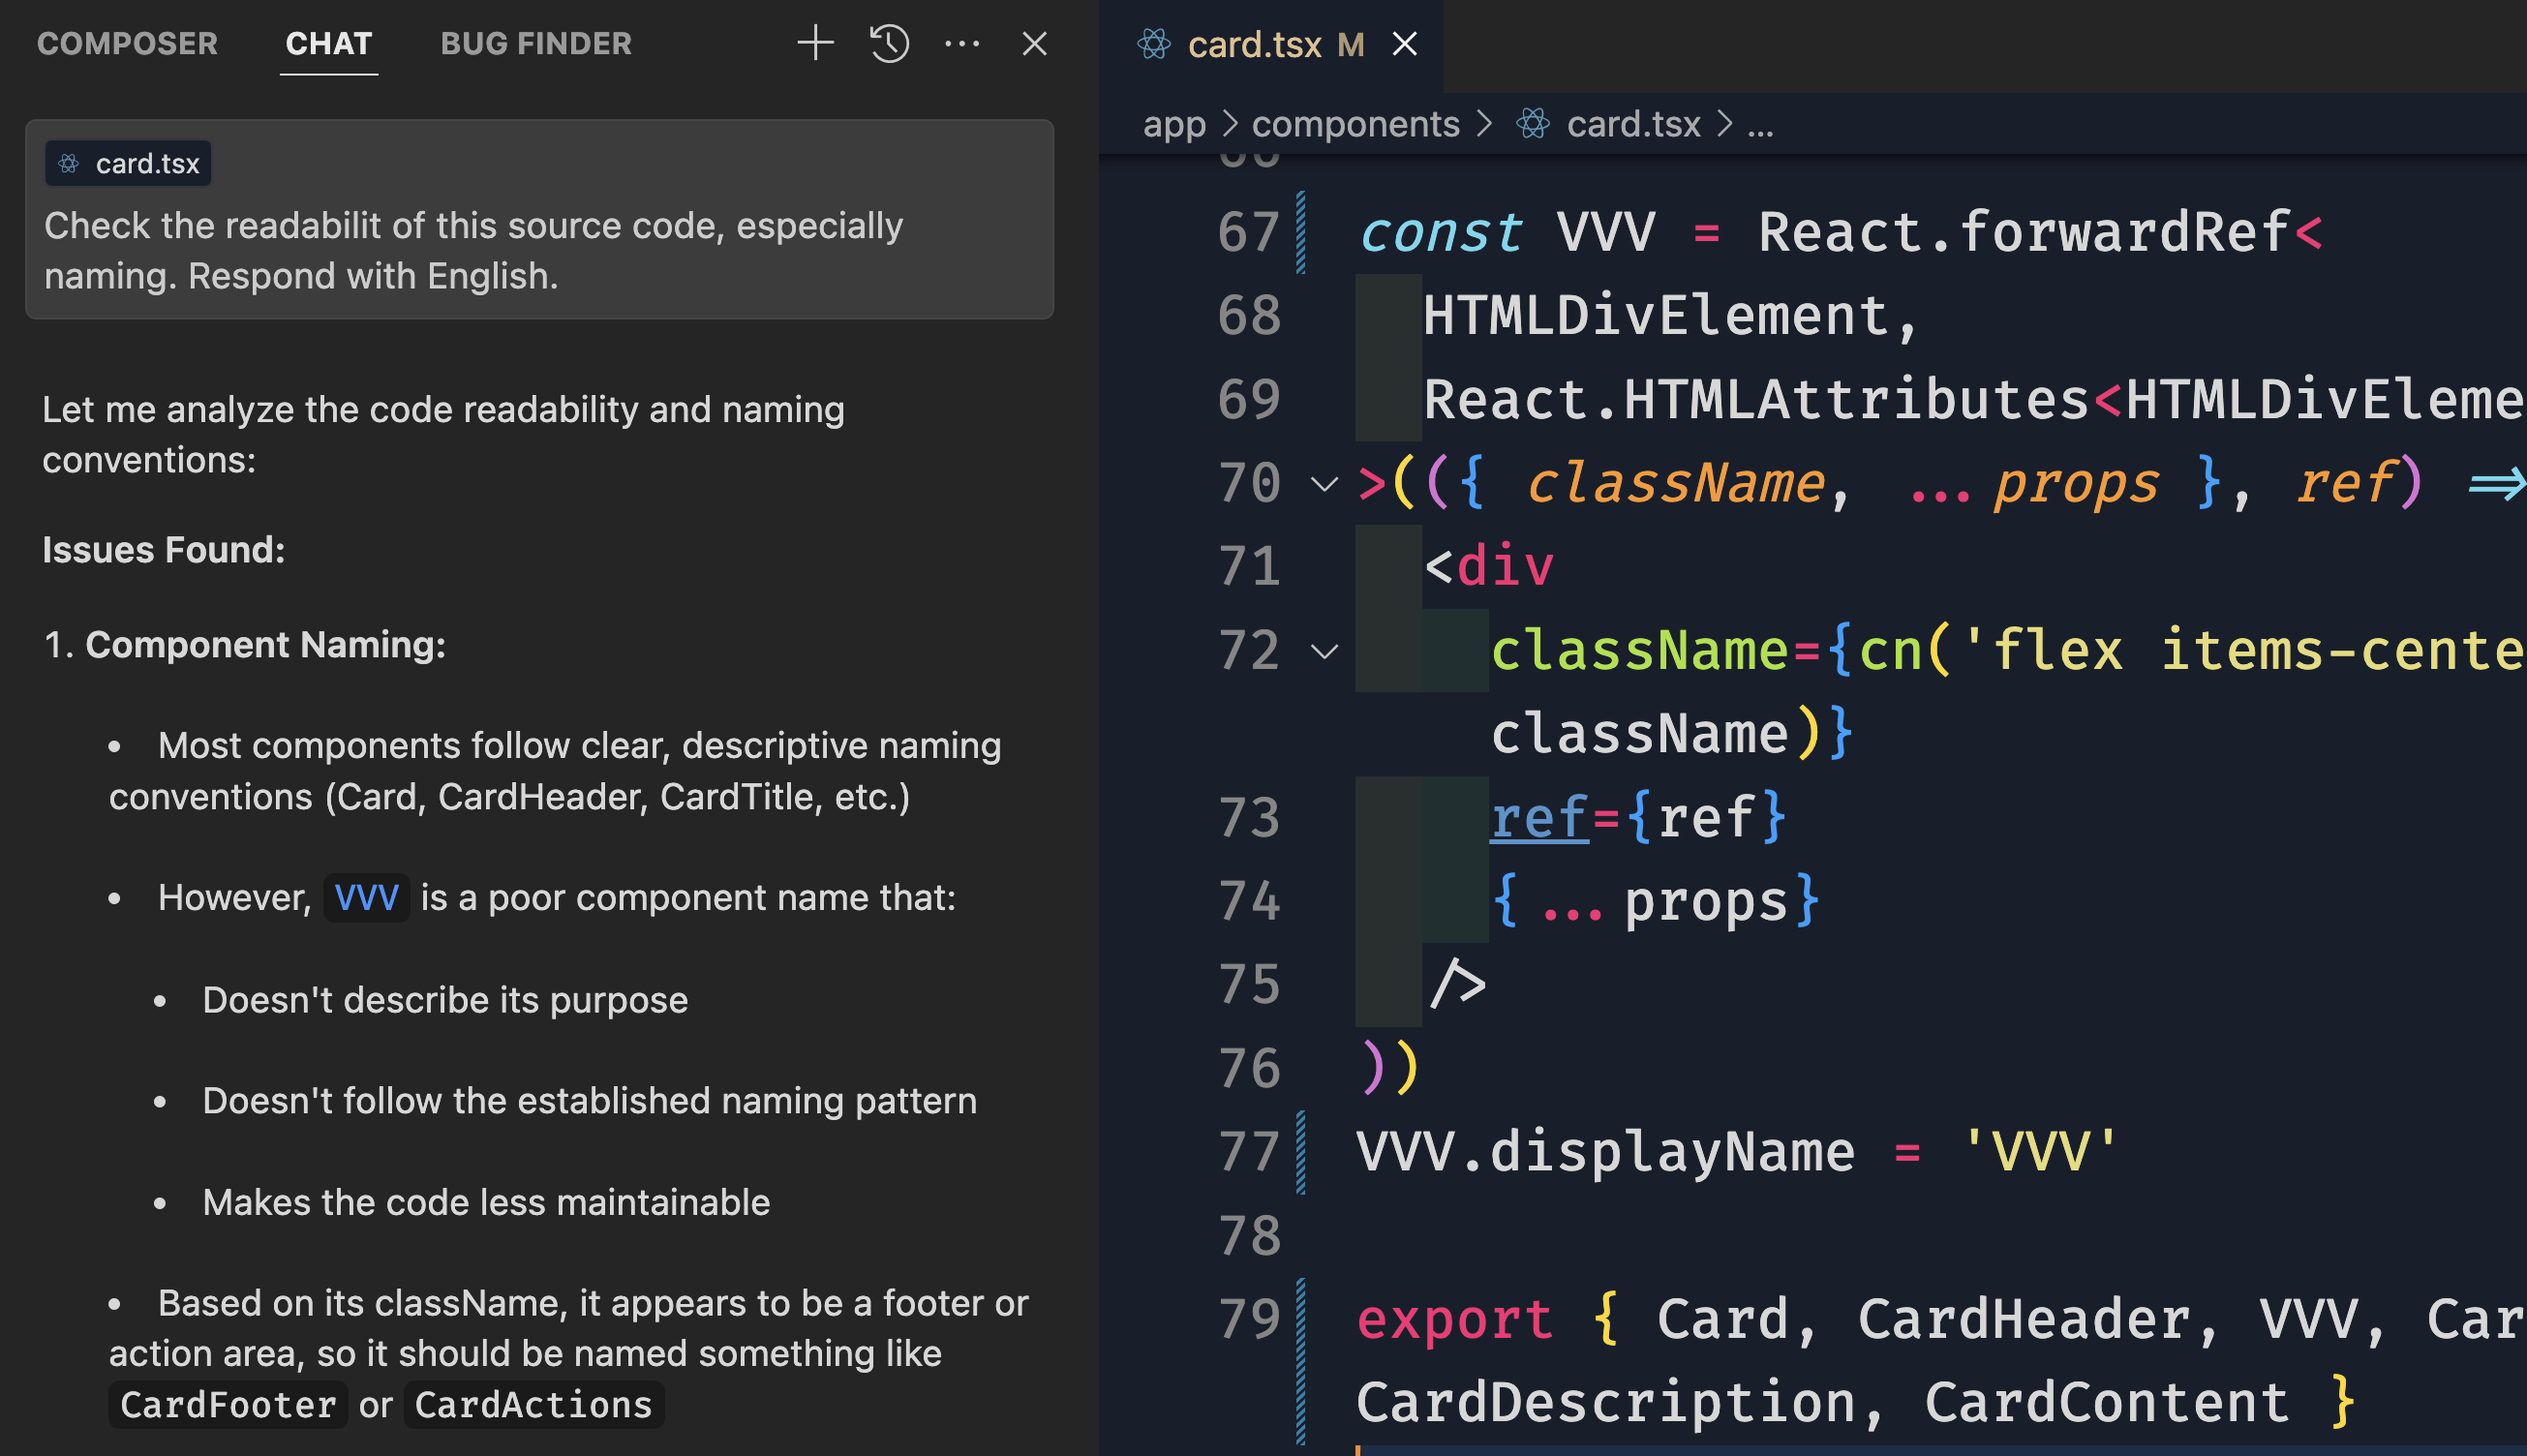 COMPOSER CHAT BUG FINDER
card.tsx
Check the readabilit of this source code, especially
naming. Respond with English.
Let me analyze the code readability and naming
conventions:
Issues Found:
1. Component Naming:
• Most components follow clear, descriptive naming
conventions (Card, CardHeader, CardTitle, etc.)
• However, VVV is a poor component name that:
• Doesn't describe its purpose
• Doesn't follow the established naming pattern
• Makes the code less maintainable
• Based on its className, it appears to be a footer or
action area, so it should be named something like
CardFooter or CardActions
card.tsx M
app > components > card.tsx > ...
67 const VVV = React.forwardRef<
68 HTMLDivElement,
69 React.HTMLAttributes<HTMLDivEleme
70 >(({ className, ...props }, ref) =>
71 <div
72 className={cn('flex items-cente
className)}
73 ref={ref}
74 {...props}
75 />
76 ))
77 VVV.displayName = 'VVV'
78
79 export { Card, CardHeader, VVV, Car
CardDescription, CardContent }